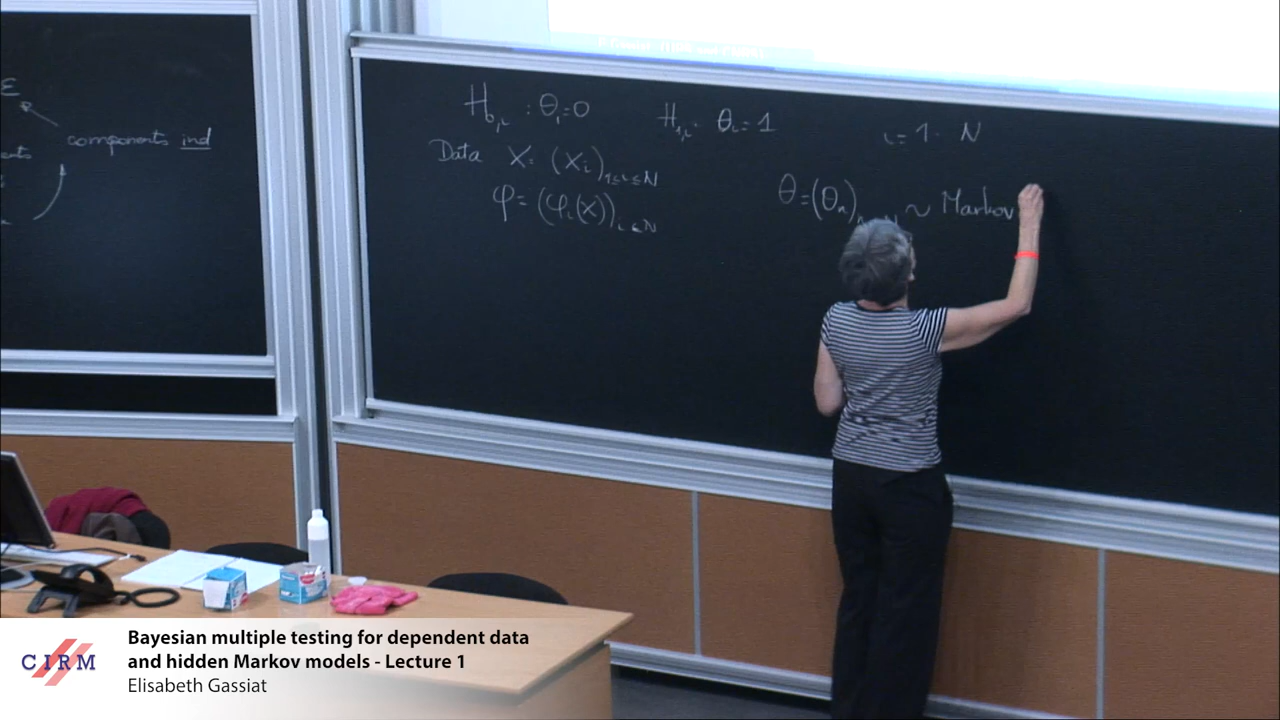 components ind
H₀,ᵢ : θᵢ=0 H₁,ᵢ : θᵢ= 1 i= 1 - N
Data X = (Xᵢ)₁≤ᵢ≤N
φ = (φᵢ(X))ᵢ≤N
θ = (θₙ) ~ Markov
CIRM
Bayesian multiple testing for dependent data
and hidden Markov models - Lecture 1
Elisabeth Gassiat